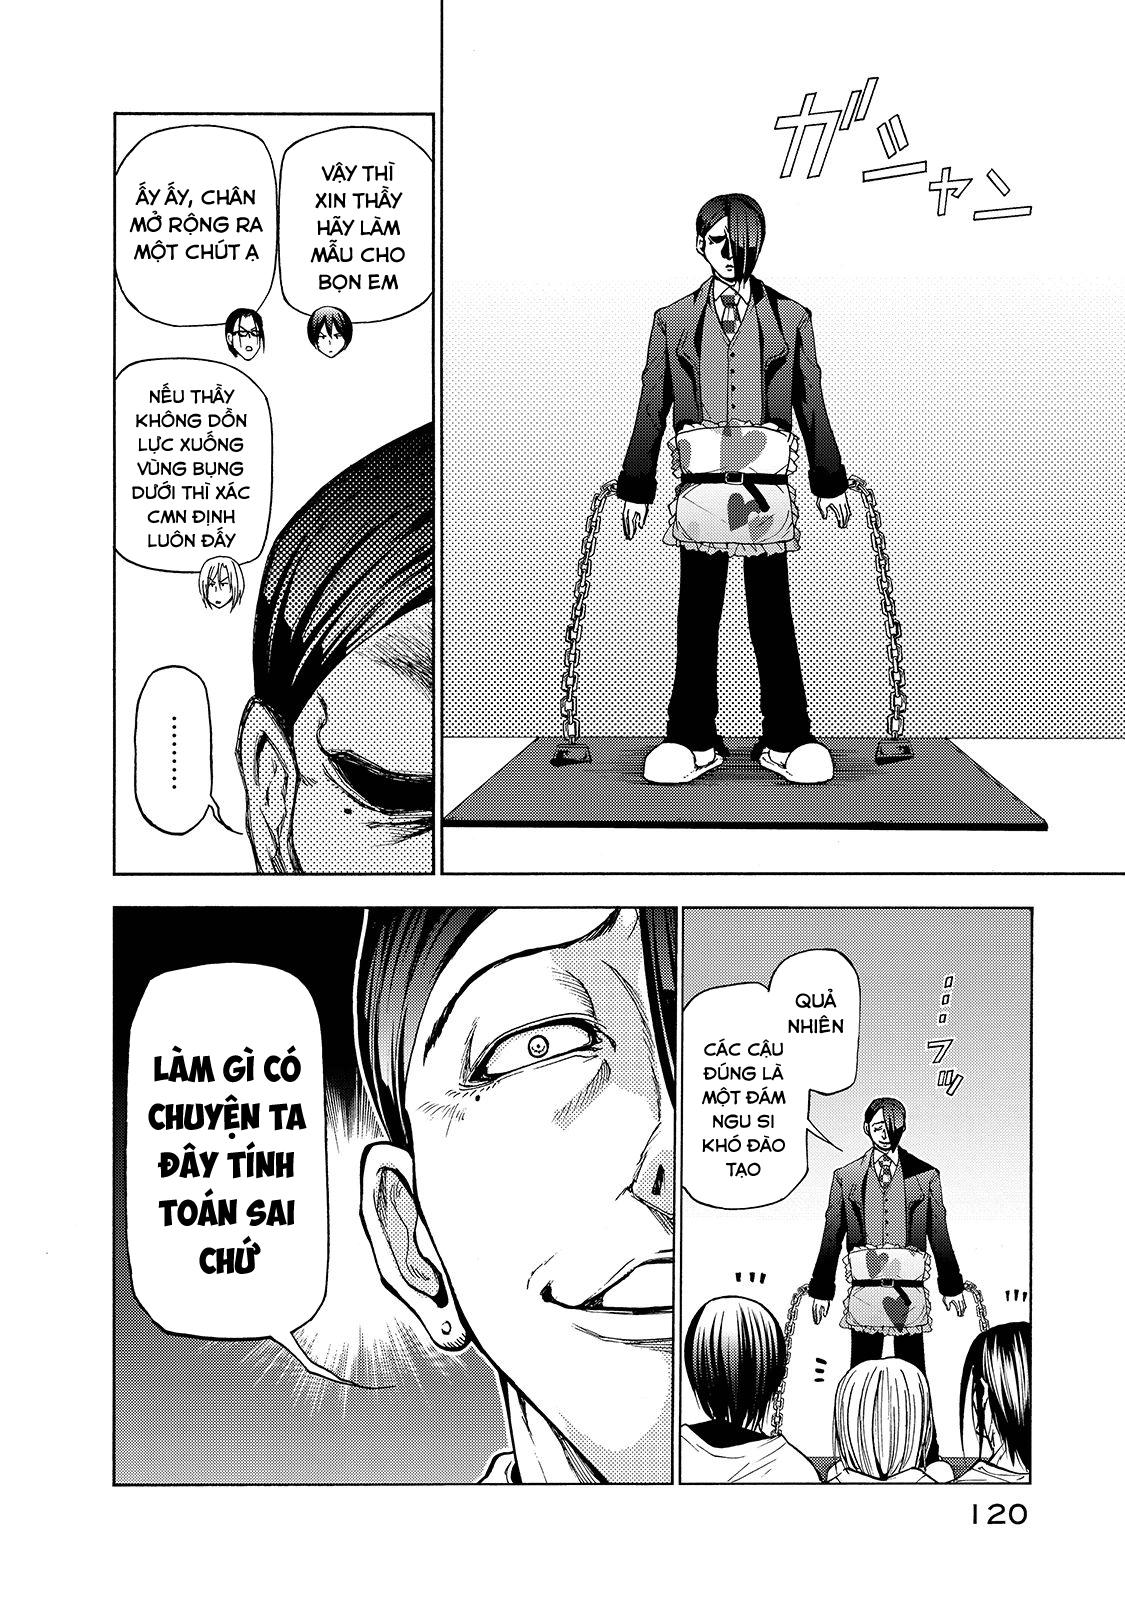 ガシャン
VẬY THÌ
XIN THẦY
HÃY LÀM
MẪU CHO
BỌN EM
ẤY ẤY, CHÂN
MỞ RỘNG RA
MỘT CHÚT Ạ
NẾU THẦY
KHÔNG DỒN
LỰC XUỐNG
VÙNG BỤNG
DƯỚI THÌ XÁC
CMN ĐỊNH
LUÔN ĐẤY
.........
フッ
QUẢ
NHIÊN
CÁC CẬU
ĐÚNG LÀ
MỘT ĐÁM
NGU SI
KHÓ ĐÀO
TẠO
LÀM GÌ CÓ
CHUYỆN TA
ĐÂY TÍNH
TOÁN SAI
CHỨ
120